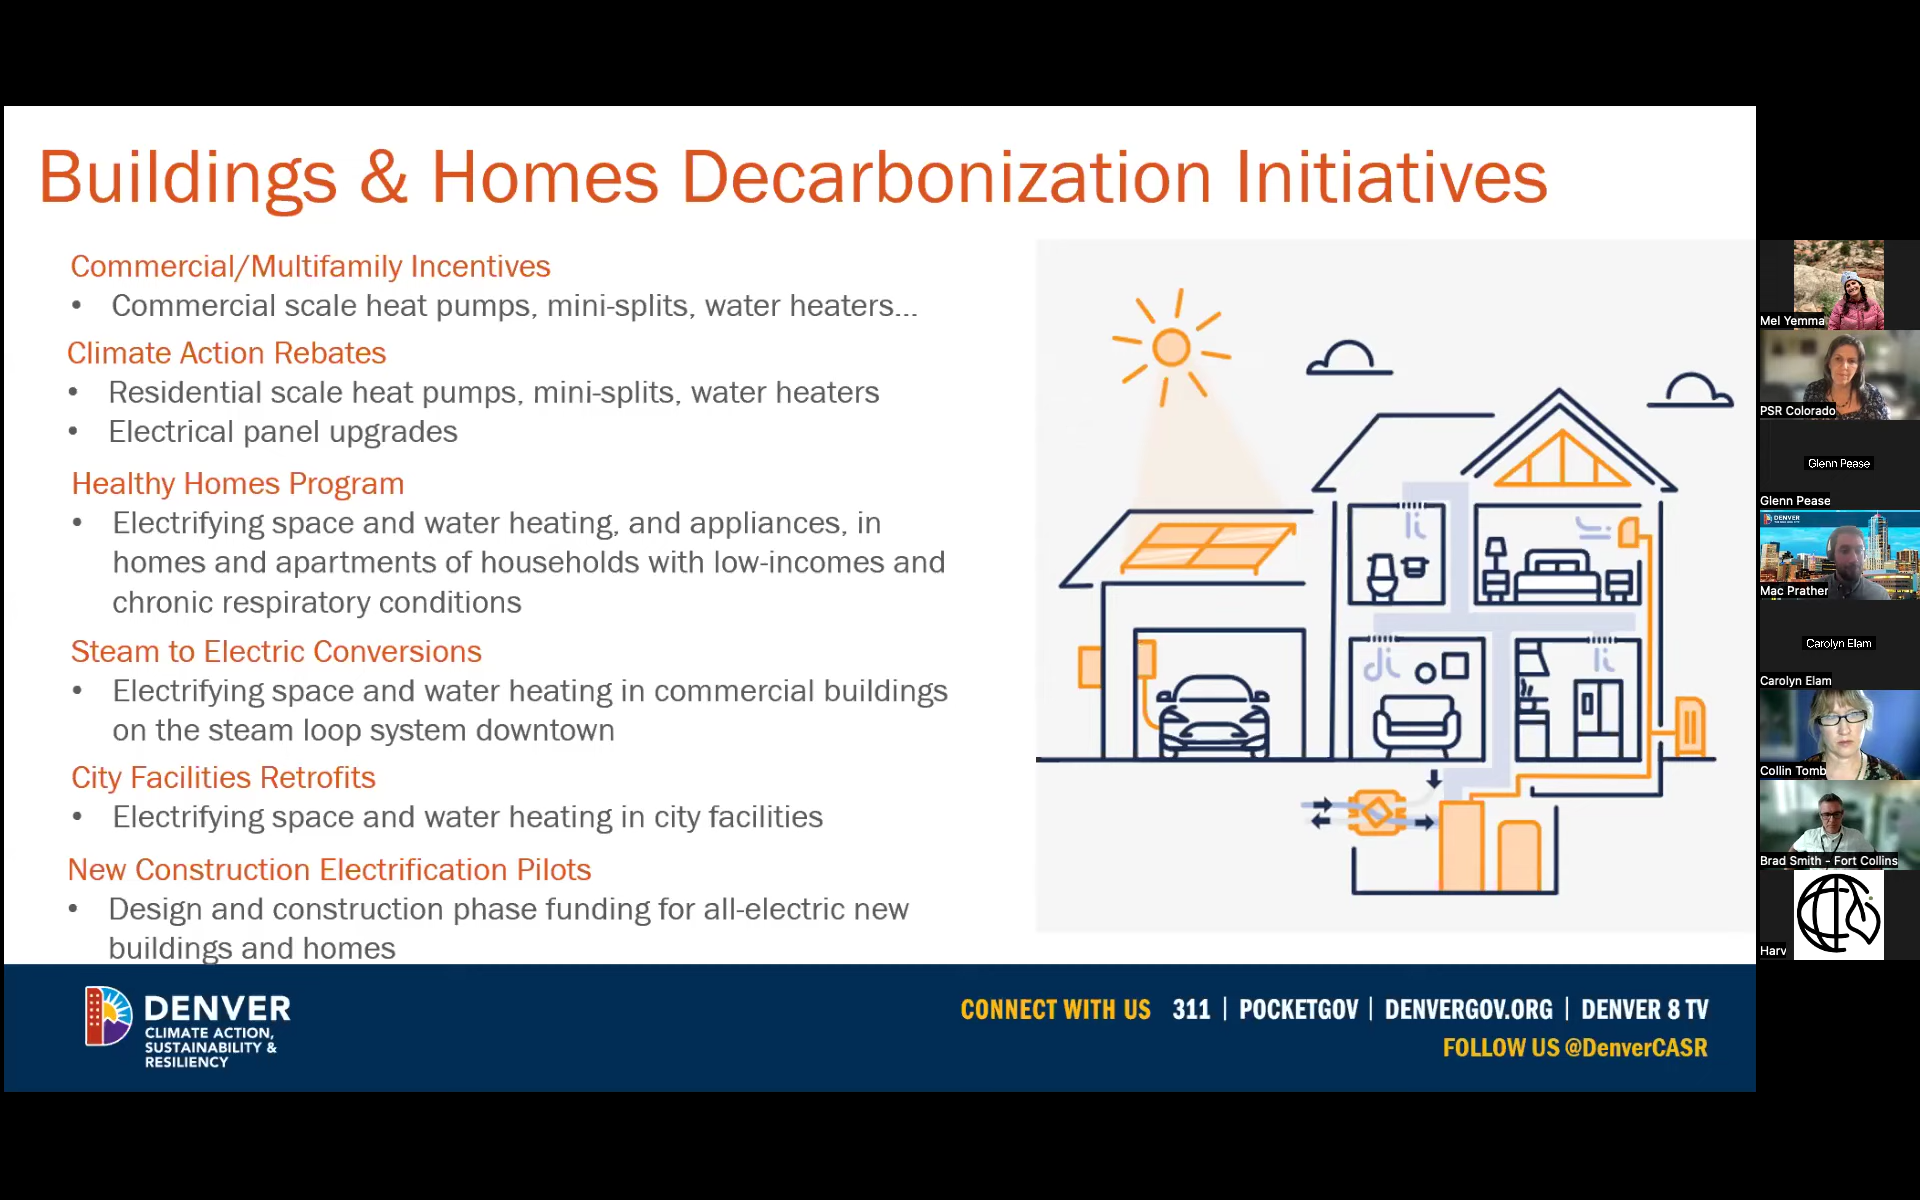 Buildings & Homes Decarbonization Initiatives
Commercial/Multifamily Incentives
• Commercial scale heat pumps, mini-splits, water heaters...
Climate Action Rebates
• Residential scale heat pumps, mini-splits, water heaters
• Electrical panel upgrades
Healthy Homes Program
• Electrifying space and water heating, and appliances, in
homes and apartments of households with low-incomes and
chronic respiratory conditions
Steam to Electric Conversions
• Electrifying space and water heating in commercial buildings
on the steam loop system downtown
City Facilities Retrofits
• Electrifying space and water heating in city facilities
New Construction Electrification Pilots
• Design and construction phase funding for all-electric new
buildings and homes
DENVER
CLIMATE ACTION,
SUSTAINABILITY &
RESILIENCY
CONNECT WITH US 311 | POCKETGOV | DENVERGOV.ORG | DENVER 8 TV
FOLLOW US @DenverCASR
Mel Yemma
PSR Colorado
Glenn Pease
Glenn Pease
DENVER
Mac Prather
Carolyn Elam
Carolyn Elam
Collin Tomb
Brad Smith - Fort Collins
Harv